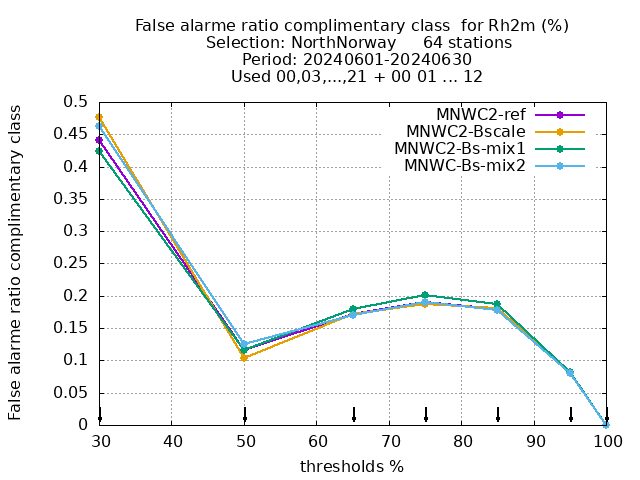 False alarme ratio complimentary class  for Rh2m (%)
Selection: NorthNorway     64 stations
Period: 20240601-20240630
Used 00,03,...,21 + 00 01 ... 12
False alarme ratio complimentary class
0.5
0.45
0.4
0.35
0.3
0.25
0.2
0.15
0.1
0.05
0
MNWC2-ref
MNWC2-Bscale
MNWC2-Bs-mix1
MNWC-Bs-mix2
30 40 50 60 70 80 90 100
thresholds %